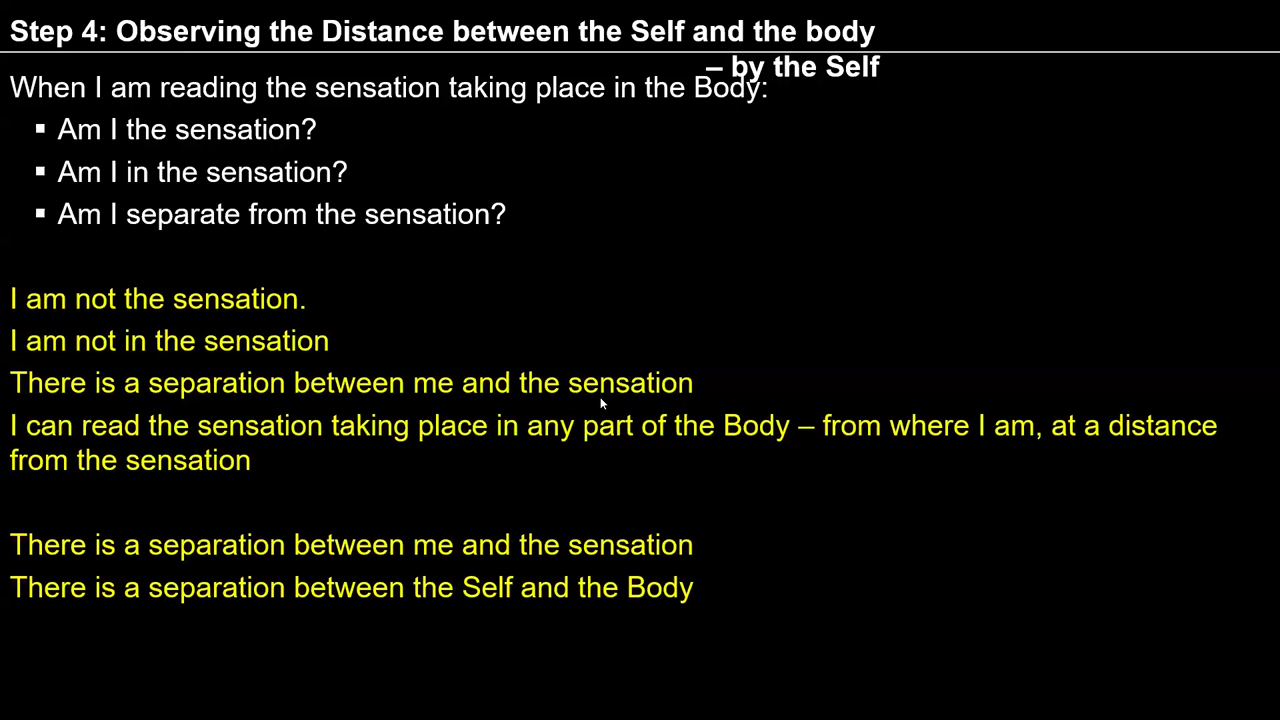 Step 4: Observing the Distance between the Self and the body
– by the Self
When I am reading the sensation taking place in the Body:
▪ Am I the sensation?
▪ Am I in the sensation?
▪ Am I separate from the sensation?
I am not the sensation.
I am not in the sensation
There is a separation between me and the sensation
I can read the sensation taking place in any part of the Body – from where I am, at a distance
from the sensation
There is a separation between me and the sensation
There is a separation between the Self and the Body